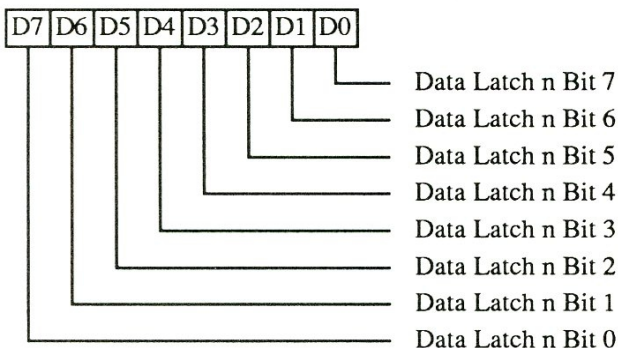 D7 D6 D5 D4 D3 D2 D1 D0
Data Latch n Bit 7
Data Latch n Bit 6
Data Latch n Bit 5
Data Latch n Bit 4
Data Latch n Bit 3
Data Latch n Bit 2
Data Latch n Bit 1
Data Latch n Bit 0